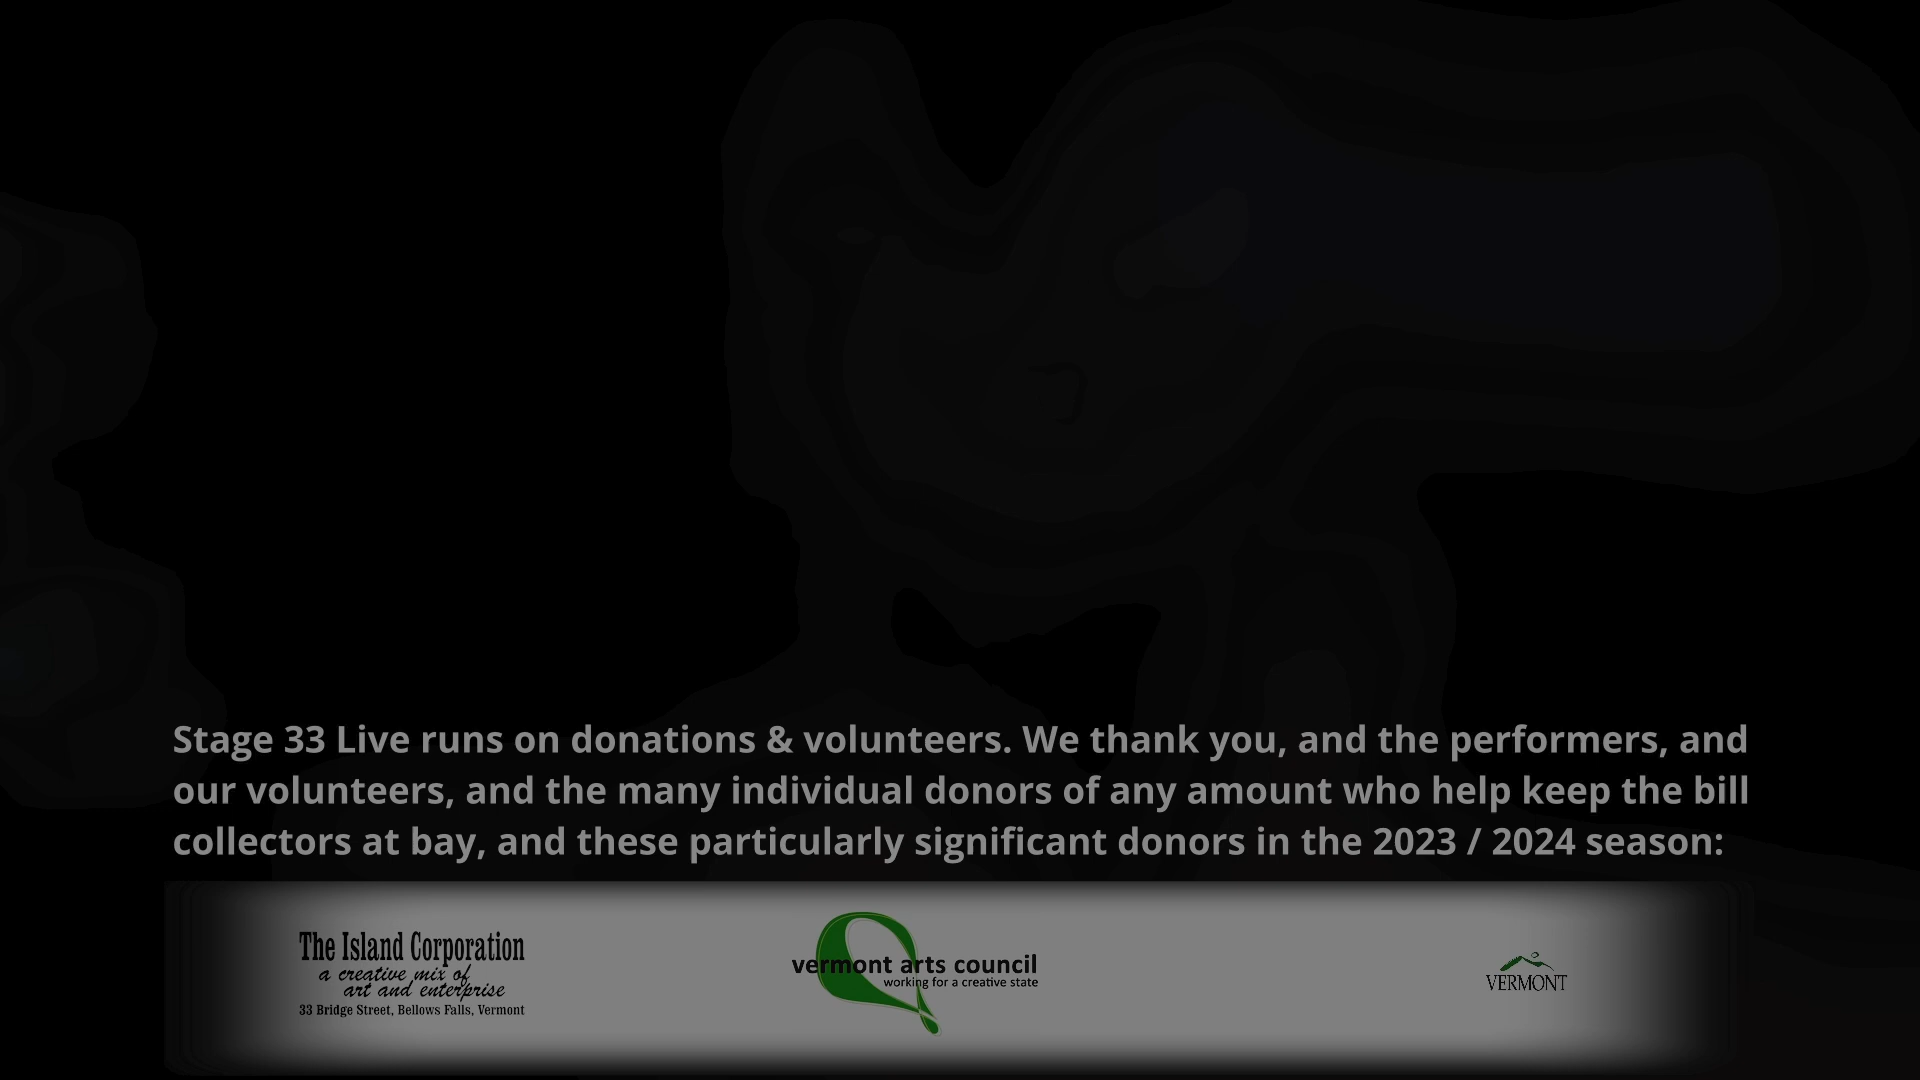 Stage 33 Live runs on donations & volunteers. We thank you, and the performers, and
our volunteers, and the many individual donors of any amount who help keep the bill
collectors at bay, and these particularly significant donors in the 2023 / 2024 season:
The Island Corporation
a creative mix of
art and enterprise
33 Bridge Street, Bellows Falls, Vermont
vermont arts council
working for a creative state
VERMONT